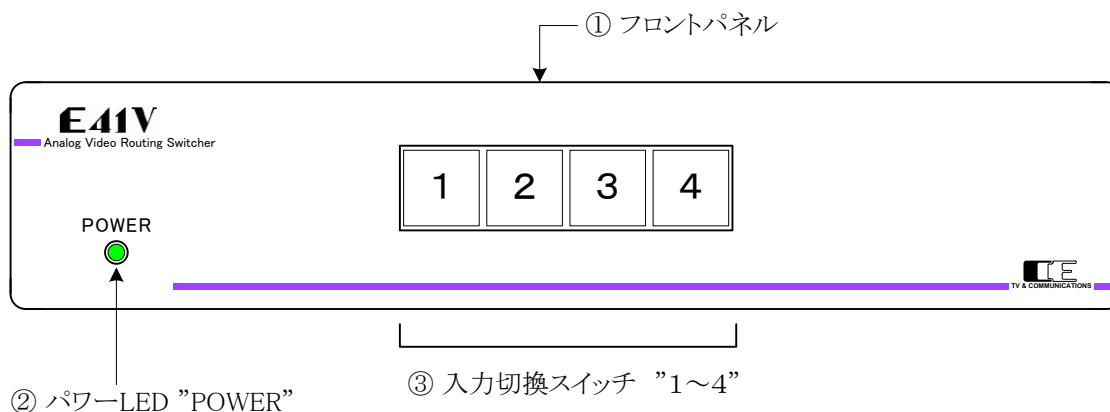 ① フロントパネル
E41V
Analog Video Routing Switcher
1 2 3 4
POWER
TV & COMMUNICATIONS
③ 入力切換スイッチ ”1～4”
② パワーLED ”POWER”